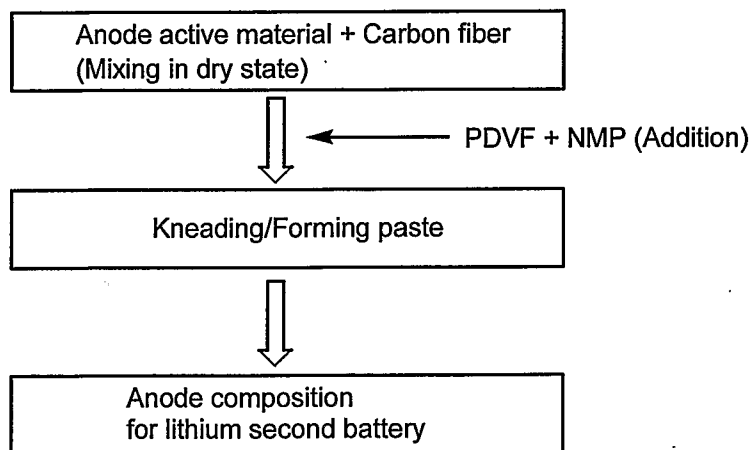 Anode active material + Carbon fiber
(Mixing in dry state)
PDVF + NMP (Addition)
Kneading/Forming paste
Anode composition
for lithium second battery